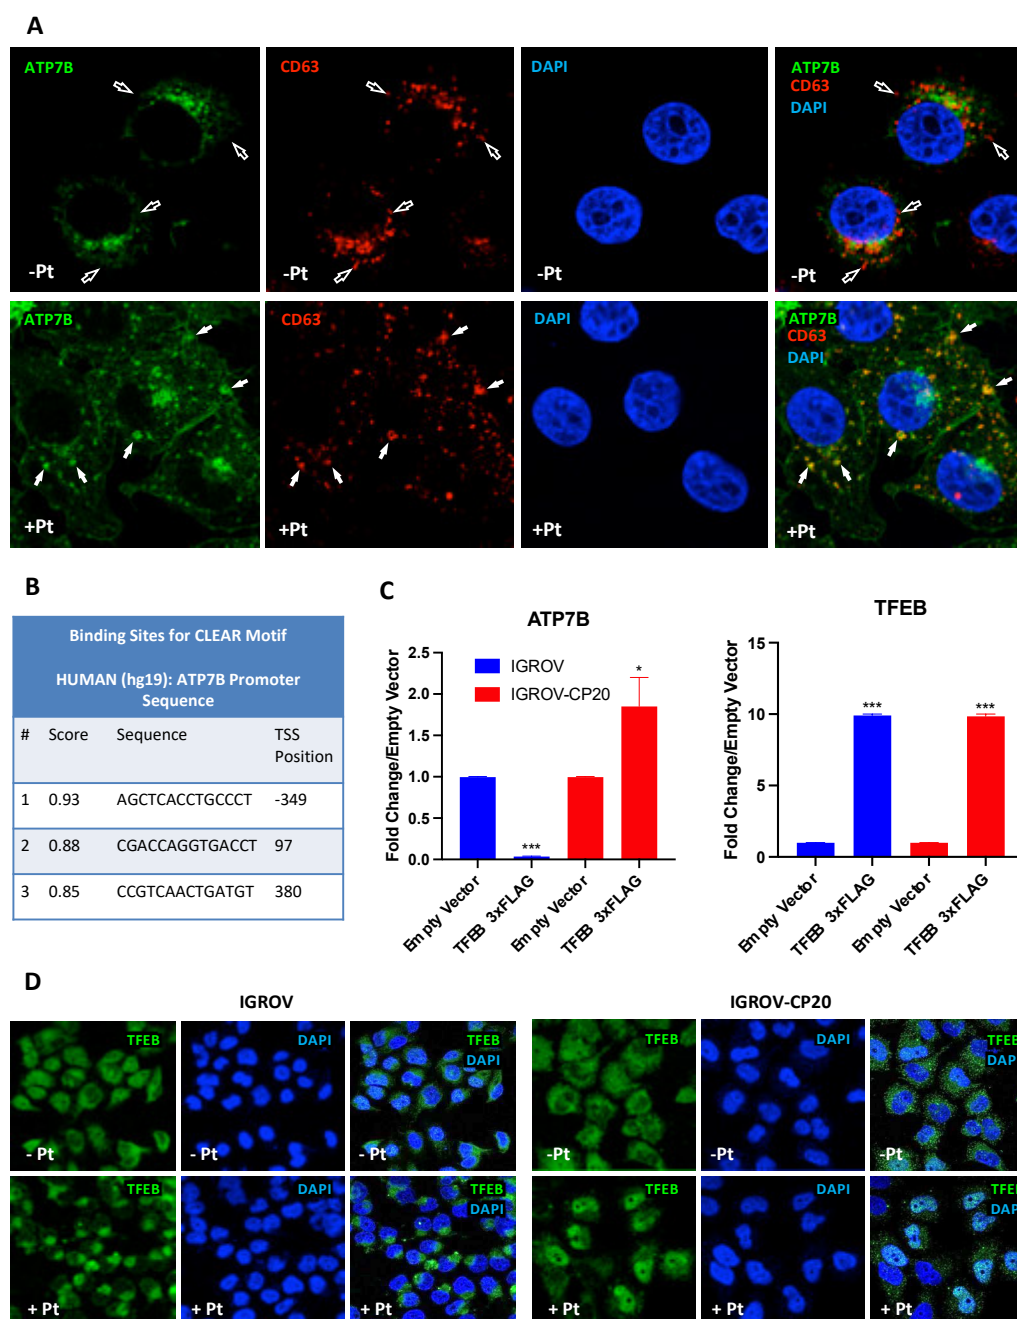 A
ATP7B
CD63
DAPI
ATP7B
CD63
DAPI
-Pt
-Pt
-Pt
-Pt
ATP7B
CD63
DAPI
ATP7B
CD63
DAPI
+Pt
+Pt
+Pt
+Pt
B
Binding Sites for CLEAR Motif
HUMAN (hg19): ATP7B Promoter
Sequence
# Score Sequence TSS
Position
1 0.93 AGCTCACCTGCCCT -349
2 0.88 CGACCAGGTGACCT 97
3 0.85 CCGTCAACTGATGT 380
C
ATP7B
Fold Change/Empty Vector
2.5
2.0
1.5
1.0
0.5
0.0
IGROV
IGROV-CP20
***
*
Empty Vector
TFEB 3xFLAG
Empty Vector
TFEB 3xFLAG
TFEB
Fold Change/Empty Vector
15
10
5
0
***
***
Empty Vector
TFEB 3xFLAG
Empty Vector
TFEB 3xFLAG
D
IGROV
IGROV-CP20
TFEB
DAPI
TFEB
DAPI
TFEB
DAPI
TFEB
DAPI
- Pt
- Pt
- Pt
-Pt
-Pt
-Pt
TFEB
DAPI
TFEB
DAPI
TFEB
DAPI
TFEB
DAPI
+ Pt
+ Pt
+ Pt
+ Pt
+ Pt
+ Pt